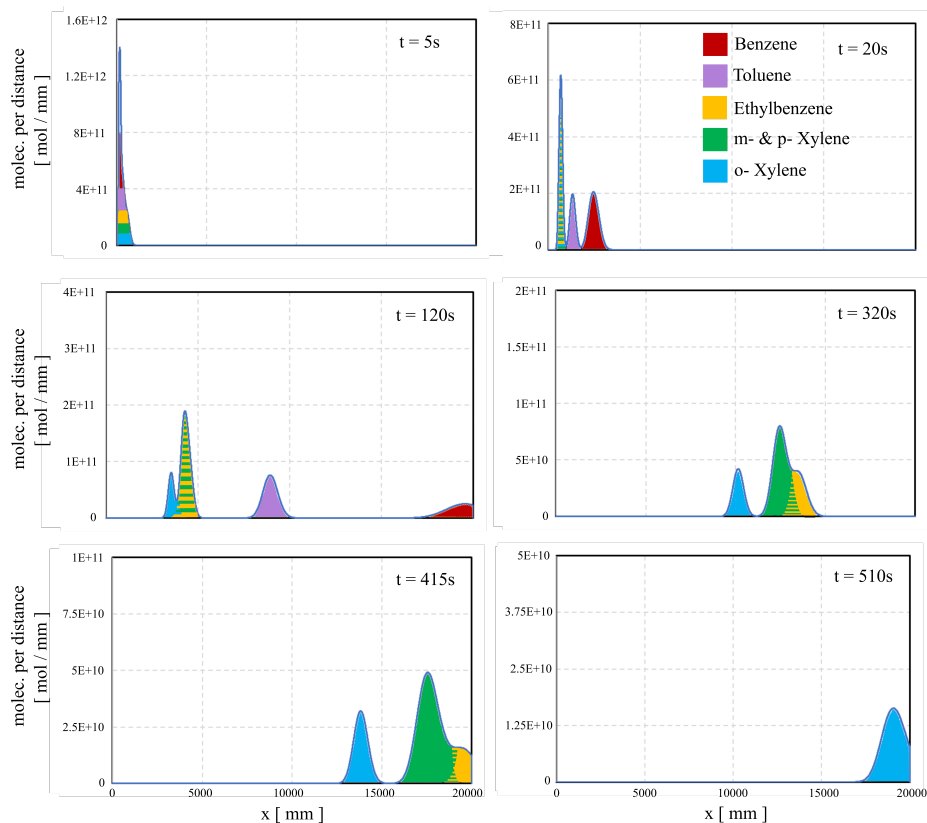 molec. per distance
[ mol / mm ]
1.6E+12
1.2E+12
8E+11
4E+11
0
t = 5s
8E+11
6E+11
4E+11
2E+11
0
t = 20s
Benzene
Toluene
Ethylbenzene
m- & p- Xylene
o- Xylene
molec. per distance
[ mol / mm ]
4E+11
3E+11
2E+11
1E+11
0
t = 120s
2E+11
1.5E+11
1E+11
5E+10
0
t = 320s
molec. per distance
[ mol / mm ]
1E+11
7.5E+10
5E+10
2.5E+10
0
t = 415s
0 5000 10000 15000 20000
x [ mm ]
5E+10
3.75E+10
2.5E+10
1.25E+10
0
t = 510s
0 5000 10000 15000 20000
x [ mm ]